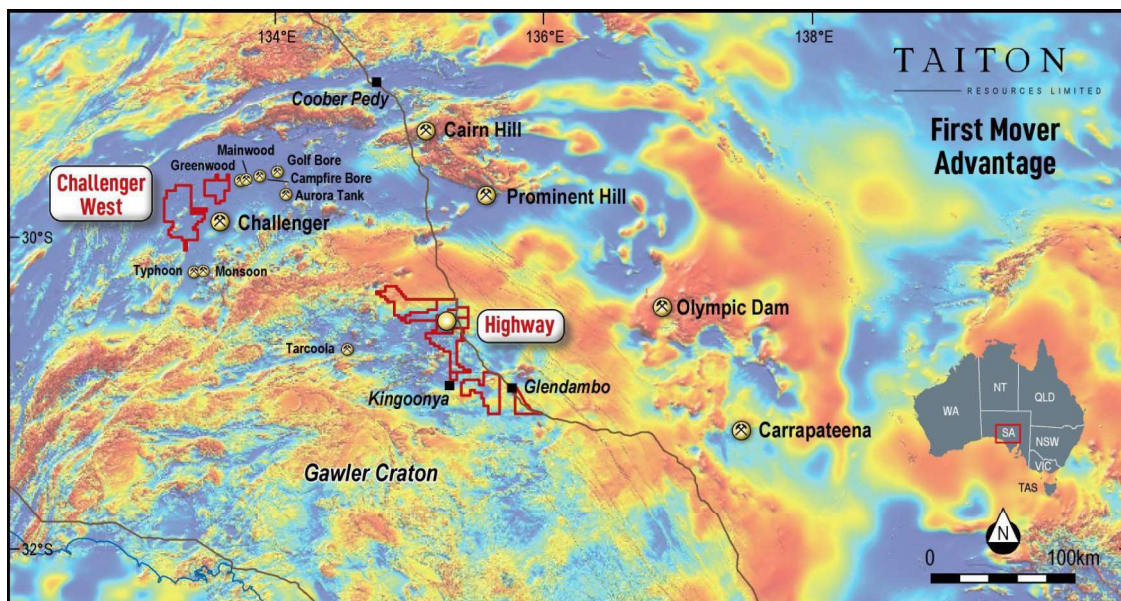 134°E
136°E
138°E
TAITON
RESOURCES LIMITED
First Mover
Advantage
Coober Pedy
Cairn Hill
Mainwood
Greenwood
Golf Bore
Campfire Bore
Aurora Tank
Challenger
West
Challenger
Prominent Hill
30°S
Typhoon
Monsoon
Olympic Dam
Highway
Tarcoola
Kingoonya
Glendambo
Carrapateena
Gawler Craton
NT
QLD
WA
SA
NSW
VIC
TAS
32°S
N
0
100km